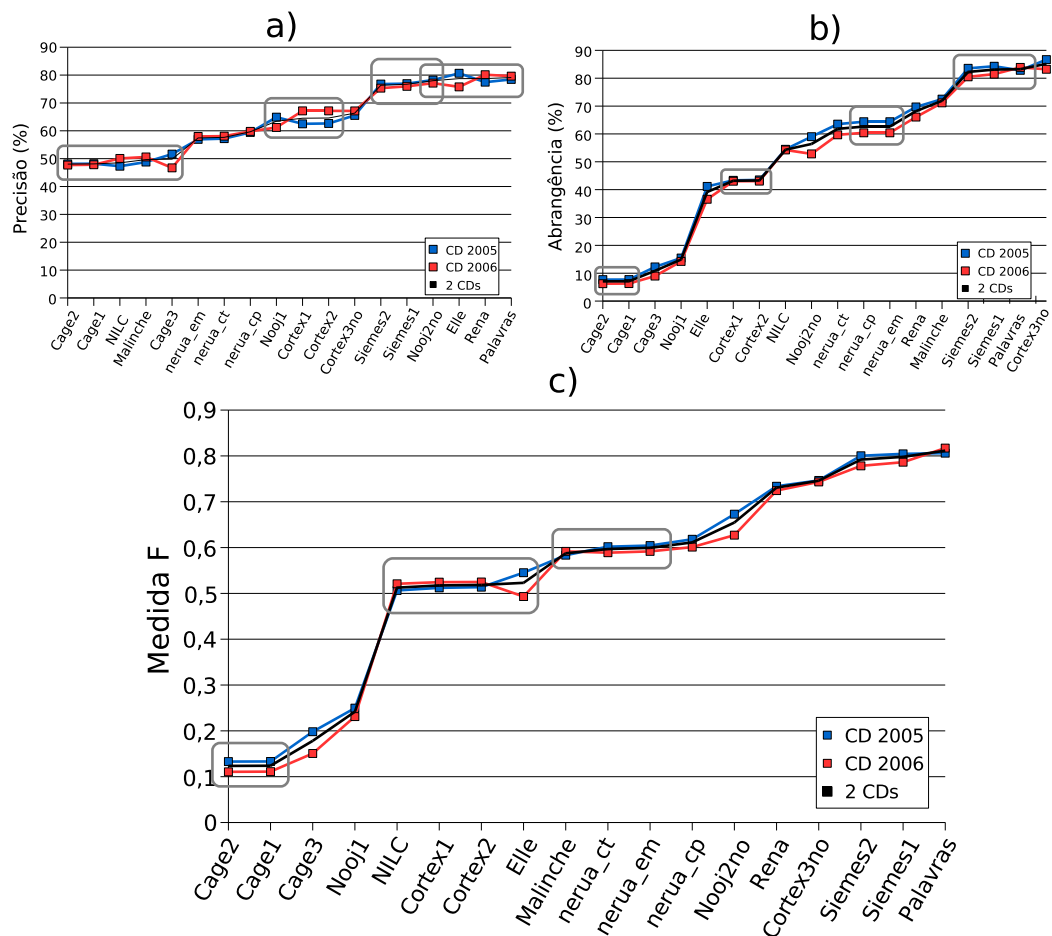 a)
Precisão (%)
90
80
70
60
50
40
30
20
10
0
Cage2
Cage1
NILC
Malinche
Cage3
nerua_em
nerua_ct
nerua_cp
Nooj1
Cortex1
Cortex2
Cortex3no
Siemes2
Siemes1
Nooj2no
Elle
Rena
Palavras
CD 2005
CD 2006
2 CDs
b)
Abrangência (%)
90
80
70
60
50
40
30
20
10
0
Cage2
Cage1
Cage3
Nooj1
Elle
Cortex1
Cortex2
NILC
Nooj2no
nerua_ct
nerua_cp
nerua_em
Rena
Malinche
Siemes2
Siemes1
Palavras
Cortex3no
CD 2005
CD 2006
2 CDs
c)
Medida F
0,9
0,8
0,7
0,6
0,5
0,4
0,3
0,2
0,1
0
Cage2
Cage1
Cage3
Nooj1
NILC
Cortex1
Cortex2
Elle
Malinche
nerua_ct
nerua_em
nerua_cp
Nooj2no
Rena
Cortex3no
Siemes2
Siemes1
Palavras
CD 2005
CD 2006
2 CDs